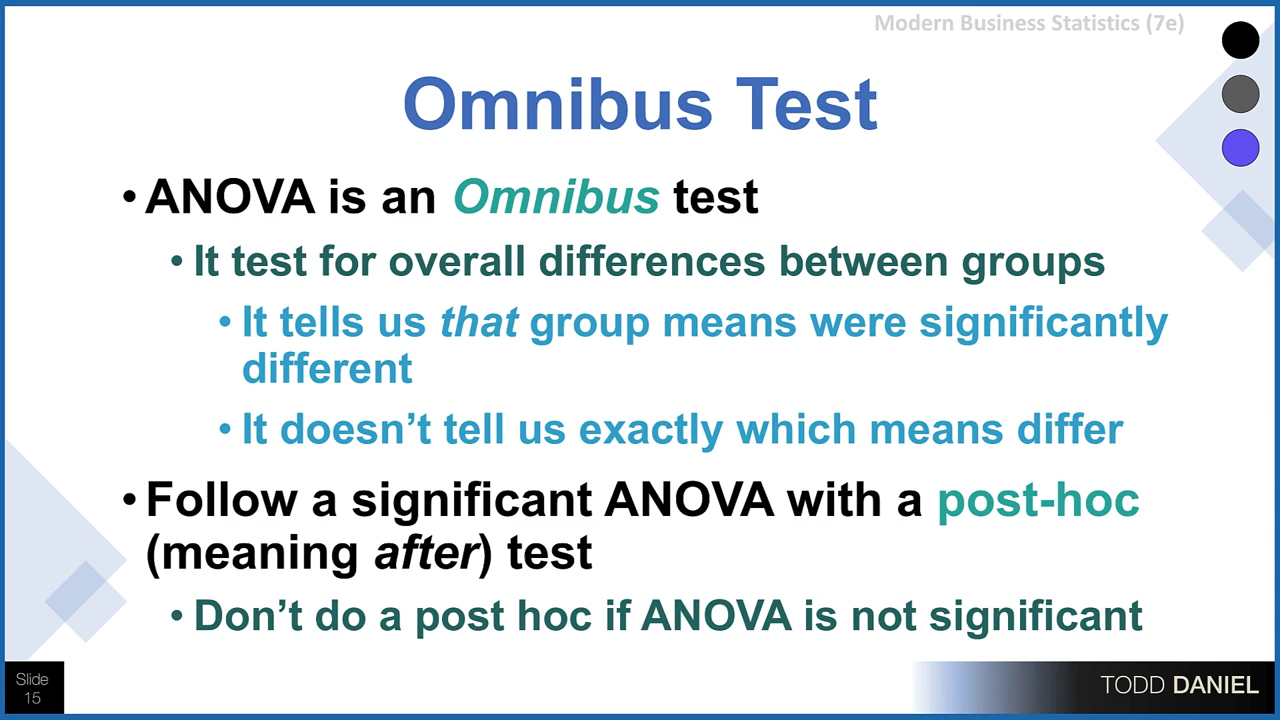 Modern Business Statistics (7e)
Omnibus Test
• ANOVA is an Omnibus test
• It test for overall differences between groups
• It tells us that group means were significantly
different
• It doesn’t tell us exactly which means differ
• Follow a significant ANOVA with a post-hoc
(meaning after) test
• Don’t do a post hoc if ANOVA is not significant
Slide
15
TODD DANIEL